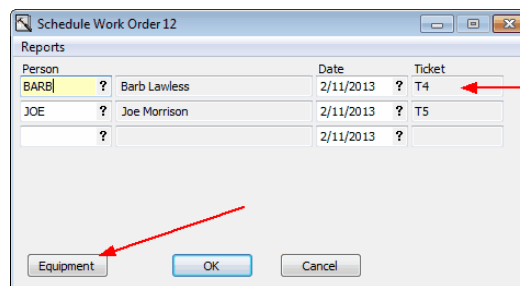 Schedule Work Order 12
Reports
Person Date Ticket
BARB ? Barb Lawless 2/11/2013 ? T4
JOE ? Joe Morrison 2/11/2013 ? T5
? 2/11/2013 ?
Equipment OK Cancel